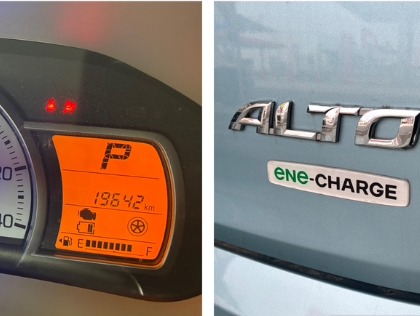 20
40
P
19642 km
E F
ALTO
ene-CHARGE